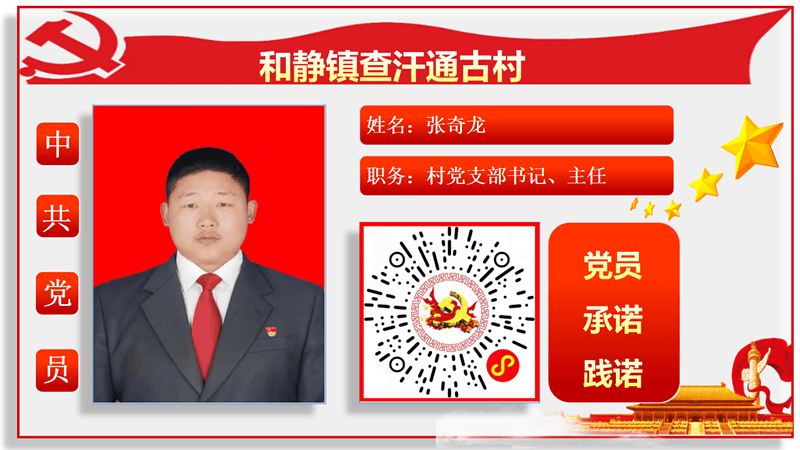 和静镇查汗通古村
中
共
党
员
姓名：张奇龙
职务：村党支部书记、主任
党员
承诺
践诺